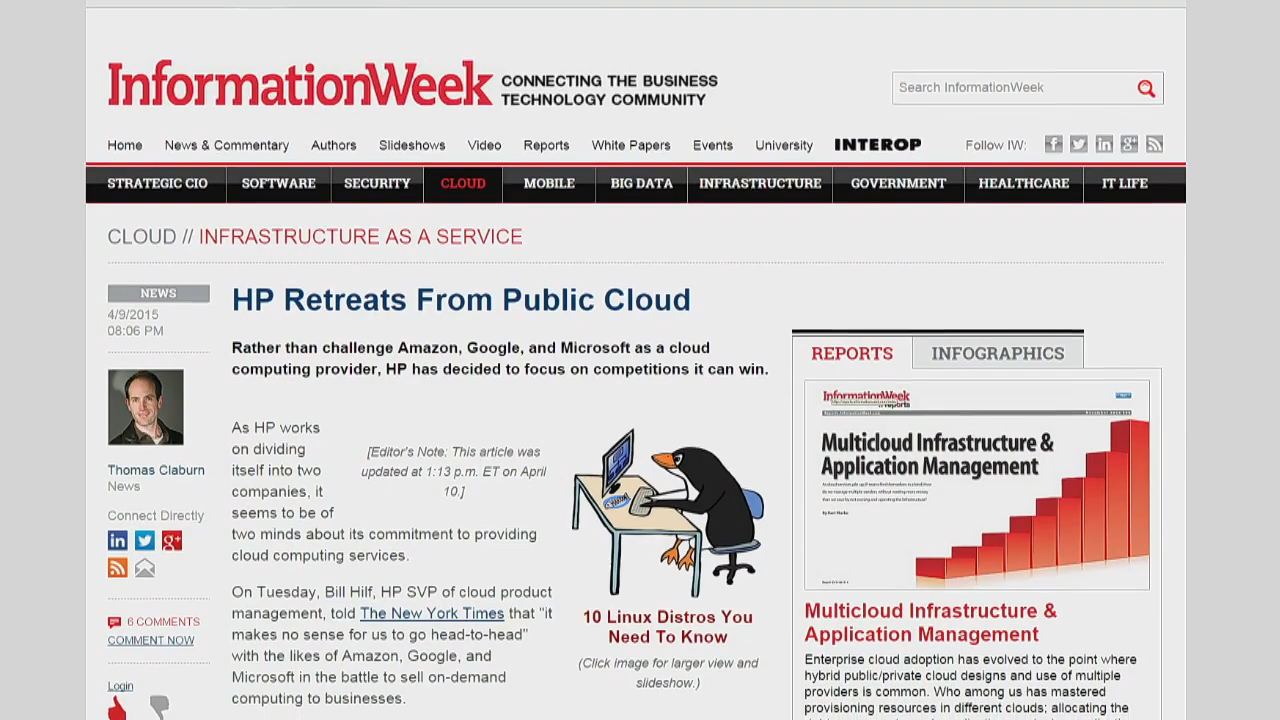 InformationWeek
CONNECTING THE BUSINESS
TECHNOLOGY COMMUNITY
Search InformationWeek
Home News & Commentary Authors Slideshows Video Reports White Papers Events University INTEROP Follow IW:
STRATEGIC CIO SOFTWARE SECURITY CLOUD MOBILE BIG DATA INFRASTRUCTURE GOVERNMENT HEALTHCARE IT LIFE
CLOUD // INFRASTRUCTURE AS A SERVICE
NEWS
4/9/2015
08:06 PM
Thomas Claburn
News
Connect Directly
6 COMMENTS
COMMENT NOW
Login
HP Retreats From Public Cloud
Rather than challenge Amazon, Google, and Microsoft as a cloud
computing provider, HP has decided to focus on competitions it can win.
As HP works
on dividing
itself into two
companies, it
seems to be of
two minds about its commitment to providing
cloud computing services.
[Editor's Note: This article was
updated at 1:13 p.m. ET on April
10.]
On Tuesday, Bill Hilf, HP SVP of cloud product
management, told The New York Times that "it
makes no sense for us to go head-to-head"
with the likes of Amazon, Google, and
Microsoft in the battle to sell on-demand
computing to businesses.
10 Linux Distros You
Need To Know
(Click image for larger view and
slideshow.)
REPORTS INFOGRAPHICS
InformationWeek
reports
Multicloud Infrastructure &
Application Management
Multicloud Infrastructure &
Application Management
Enterprise cloud adoption has evolved to the point where
hybrid public/private cloud designs and use of multiple
providers is common. Who among us has mastered
provisioning resources in different clouds; allocating the